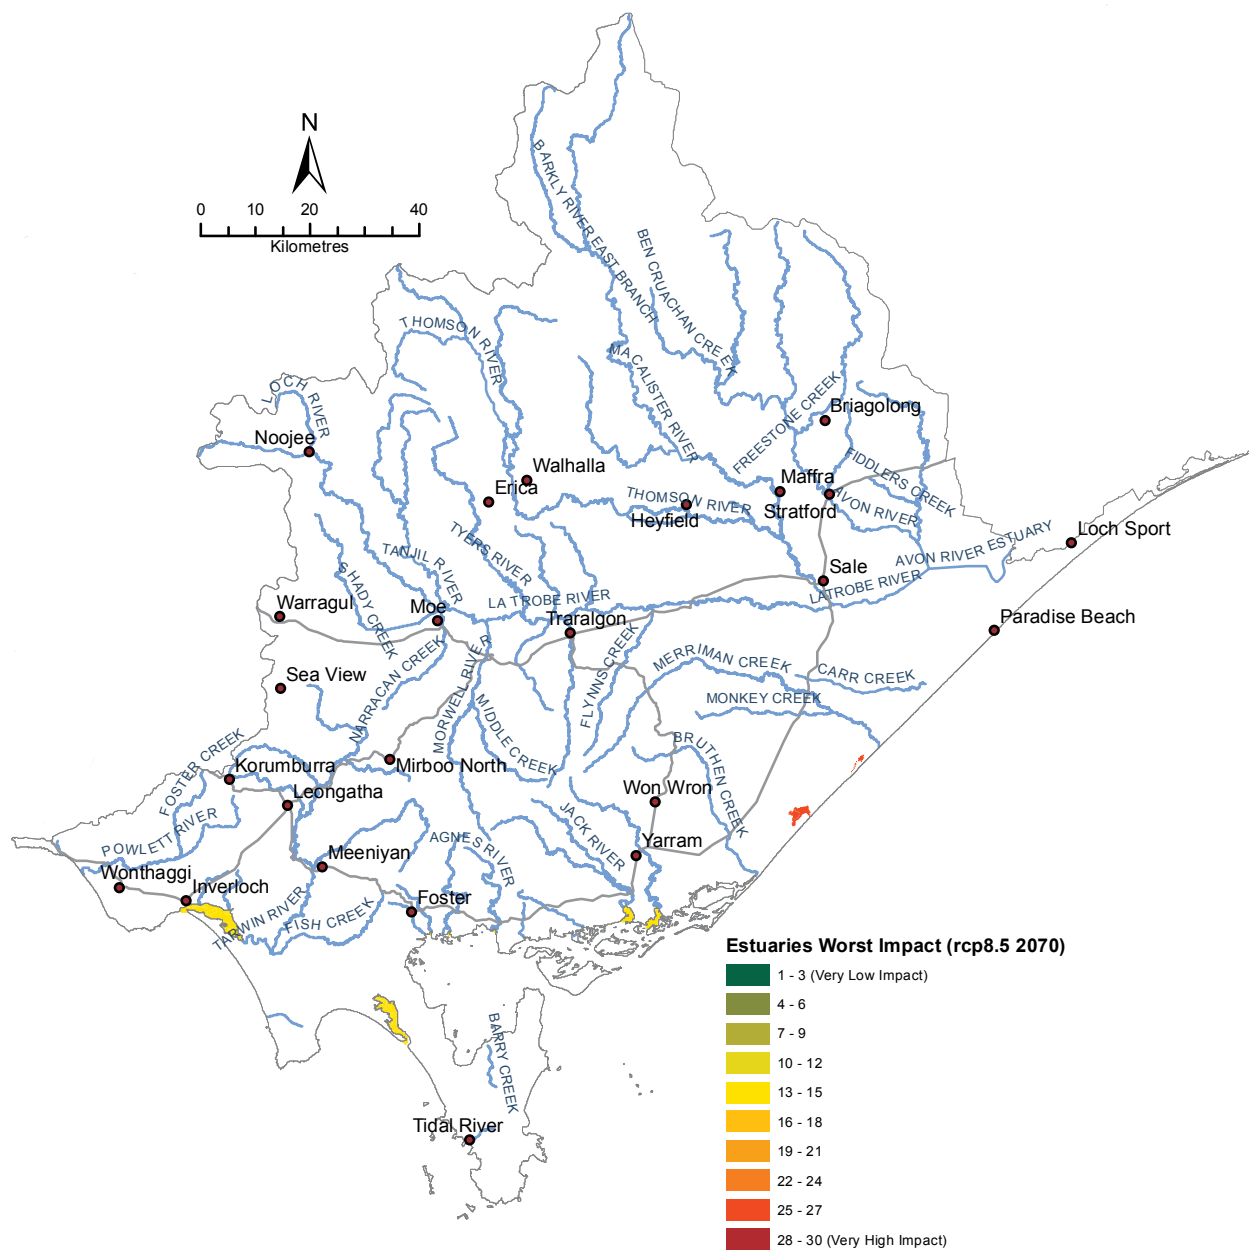 N
0 10 20 40
Kilometres
BARKLY RIVER EAST BRANCH
BEN CRUACHAN CREEK
THOMSON RIVER
MACALISTER RIVER
LOCH RIVER
FREESTONE CREEK
Briagolong
Noojee
Walhalla
FIDDLERS CREEK
Maffra
Erica
THOMSON RIVER
AVON RIVER
Heyfield
Stratford
Loch Sport
AVON RIVER ESTUARY
TYERS RIVER
TANJIL RIVER
SHADY CREEK
Sale
LATROBE RIVER
Warragul
Moe
LA TROBE RIVER
Traralgon
Paradise Beach
NARRACAN CREEK
MORWELL RIVER
FLYNNS CREEK
MERRIMAN CREEK
CARR CREEK
Sea View
MONKEY CREEK
MIDDLE CREEK
FOSTER CREEK
Korumburra
Mirboo North
BRUTHEN CREEK
Leongatha
Won Wron
POWLETT RIVER
JACK RIVER
AGNES RIVER
Yarram
Meeniyan
Wonthaggi
Inverloch
Foster
TARWIN RIVER
FISH CREEK
BARRY CREEK
Tidal River
Estuaries Worst Impact (rcp8.5 2070)
1 - 3 (Very Low Impact)
4 - 6
7 - 9
10 - 12
13 - 15
16 - 18
19 - 21
22 - 24
25 - 27
28 - 30 (Very High Impact)